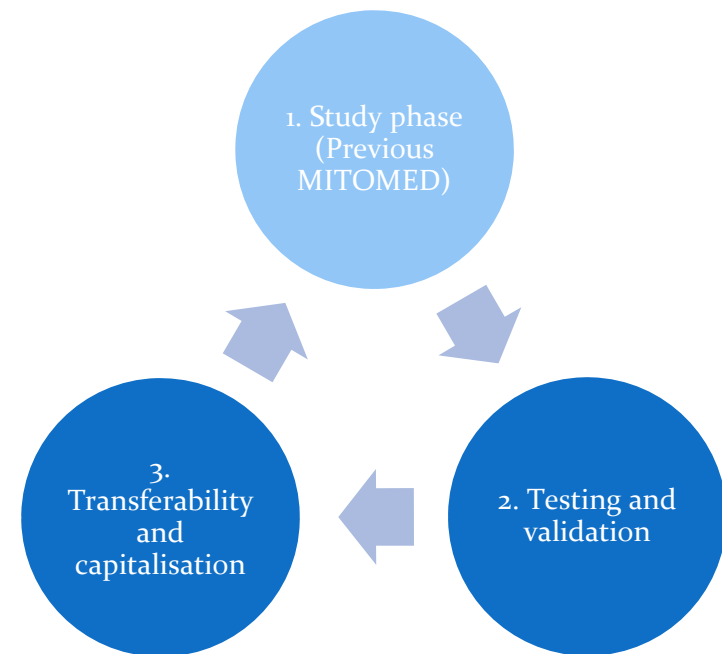 1. Study phase
(Previous
MITOMED)
3.
Transferability
and
capitalisation
2. Testing and
validation